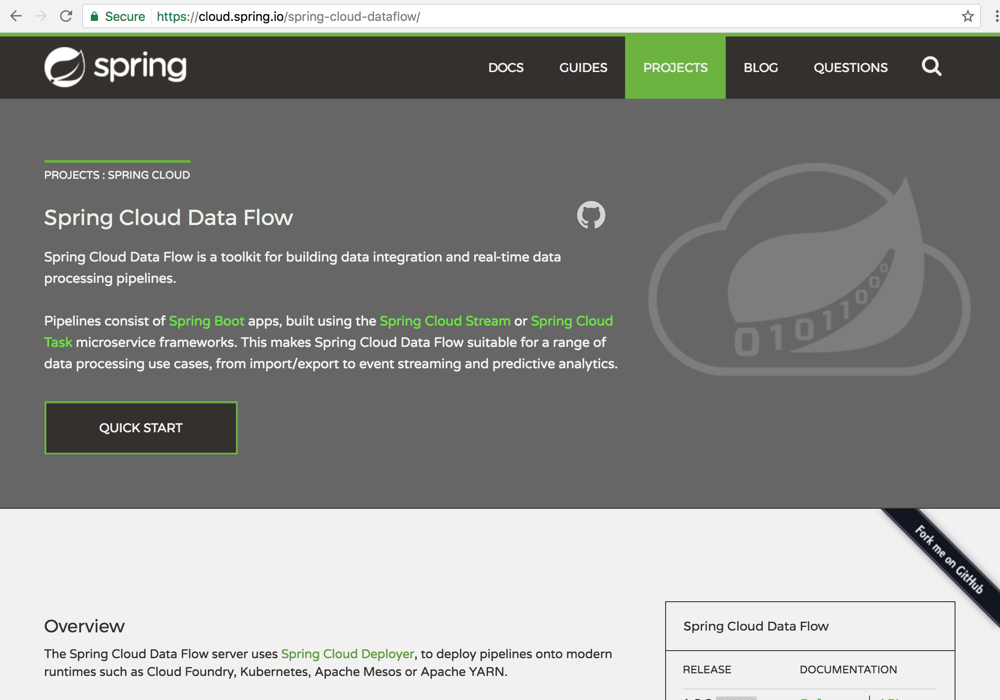 Secure https://cloud.spring.io/spring-cloud-dataflow/
spring
DOCS GUIDES PROJECTS BLOG QUESTIONS
PROJECTS : SPRING CLOUD
Spring Cloud Data Flow
Spring Cloud Data Flow is a toolkit for building data integration and real-time data
processing pipelines.
Pipelines consist of Spring Boot apps, built using the Spring Cloud Stream or Spring Cloud
Task microservice frameworks. This makes Spring Cloud Data Flow suitable for a range of
data processing use cases, from import/export to event streaming and predictive analytics.
010110000
QUICK START
Fork me on GitHub
Overview
The Spring Cloud Data Flow server uses Spring Cloud Deployer, to deploy pipelines onto modern
runtimes such as Cloud Foundry, Kubernetes, Apache Mesos or Apache YARN.
Spring Cloud Data Flow
RELEASE DOCUMENTATION